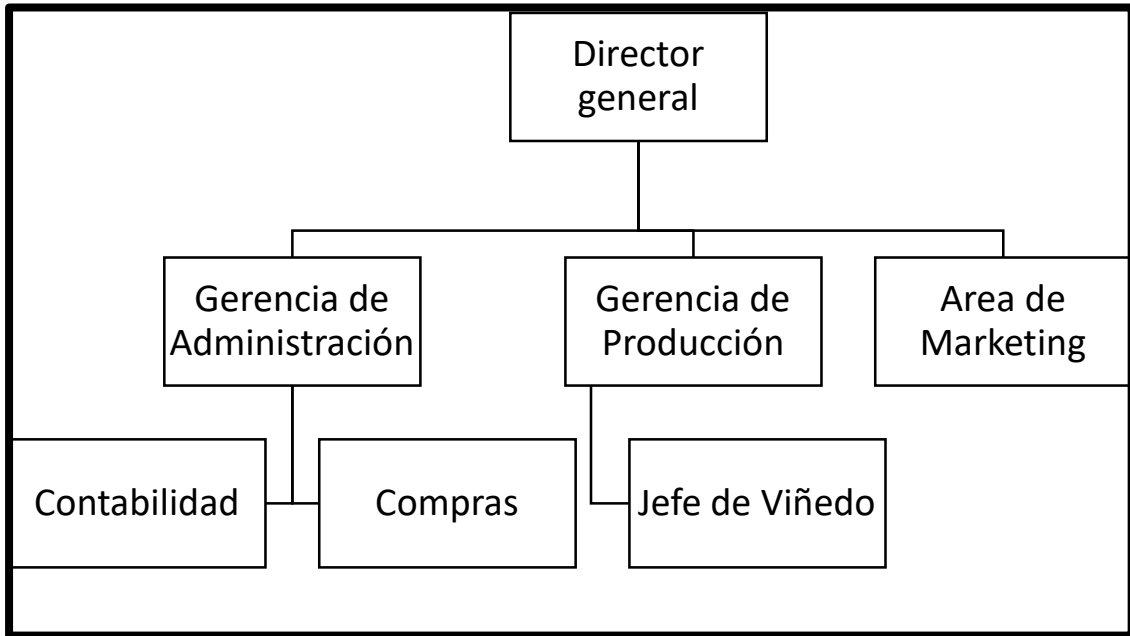 Director
general
Gerencia de
Administración
Gerencia de
Producción
Area de
Marketing
Contabilidad
Compras
Jefe de Viñedo